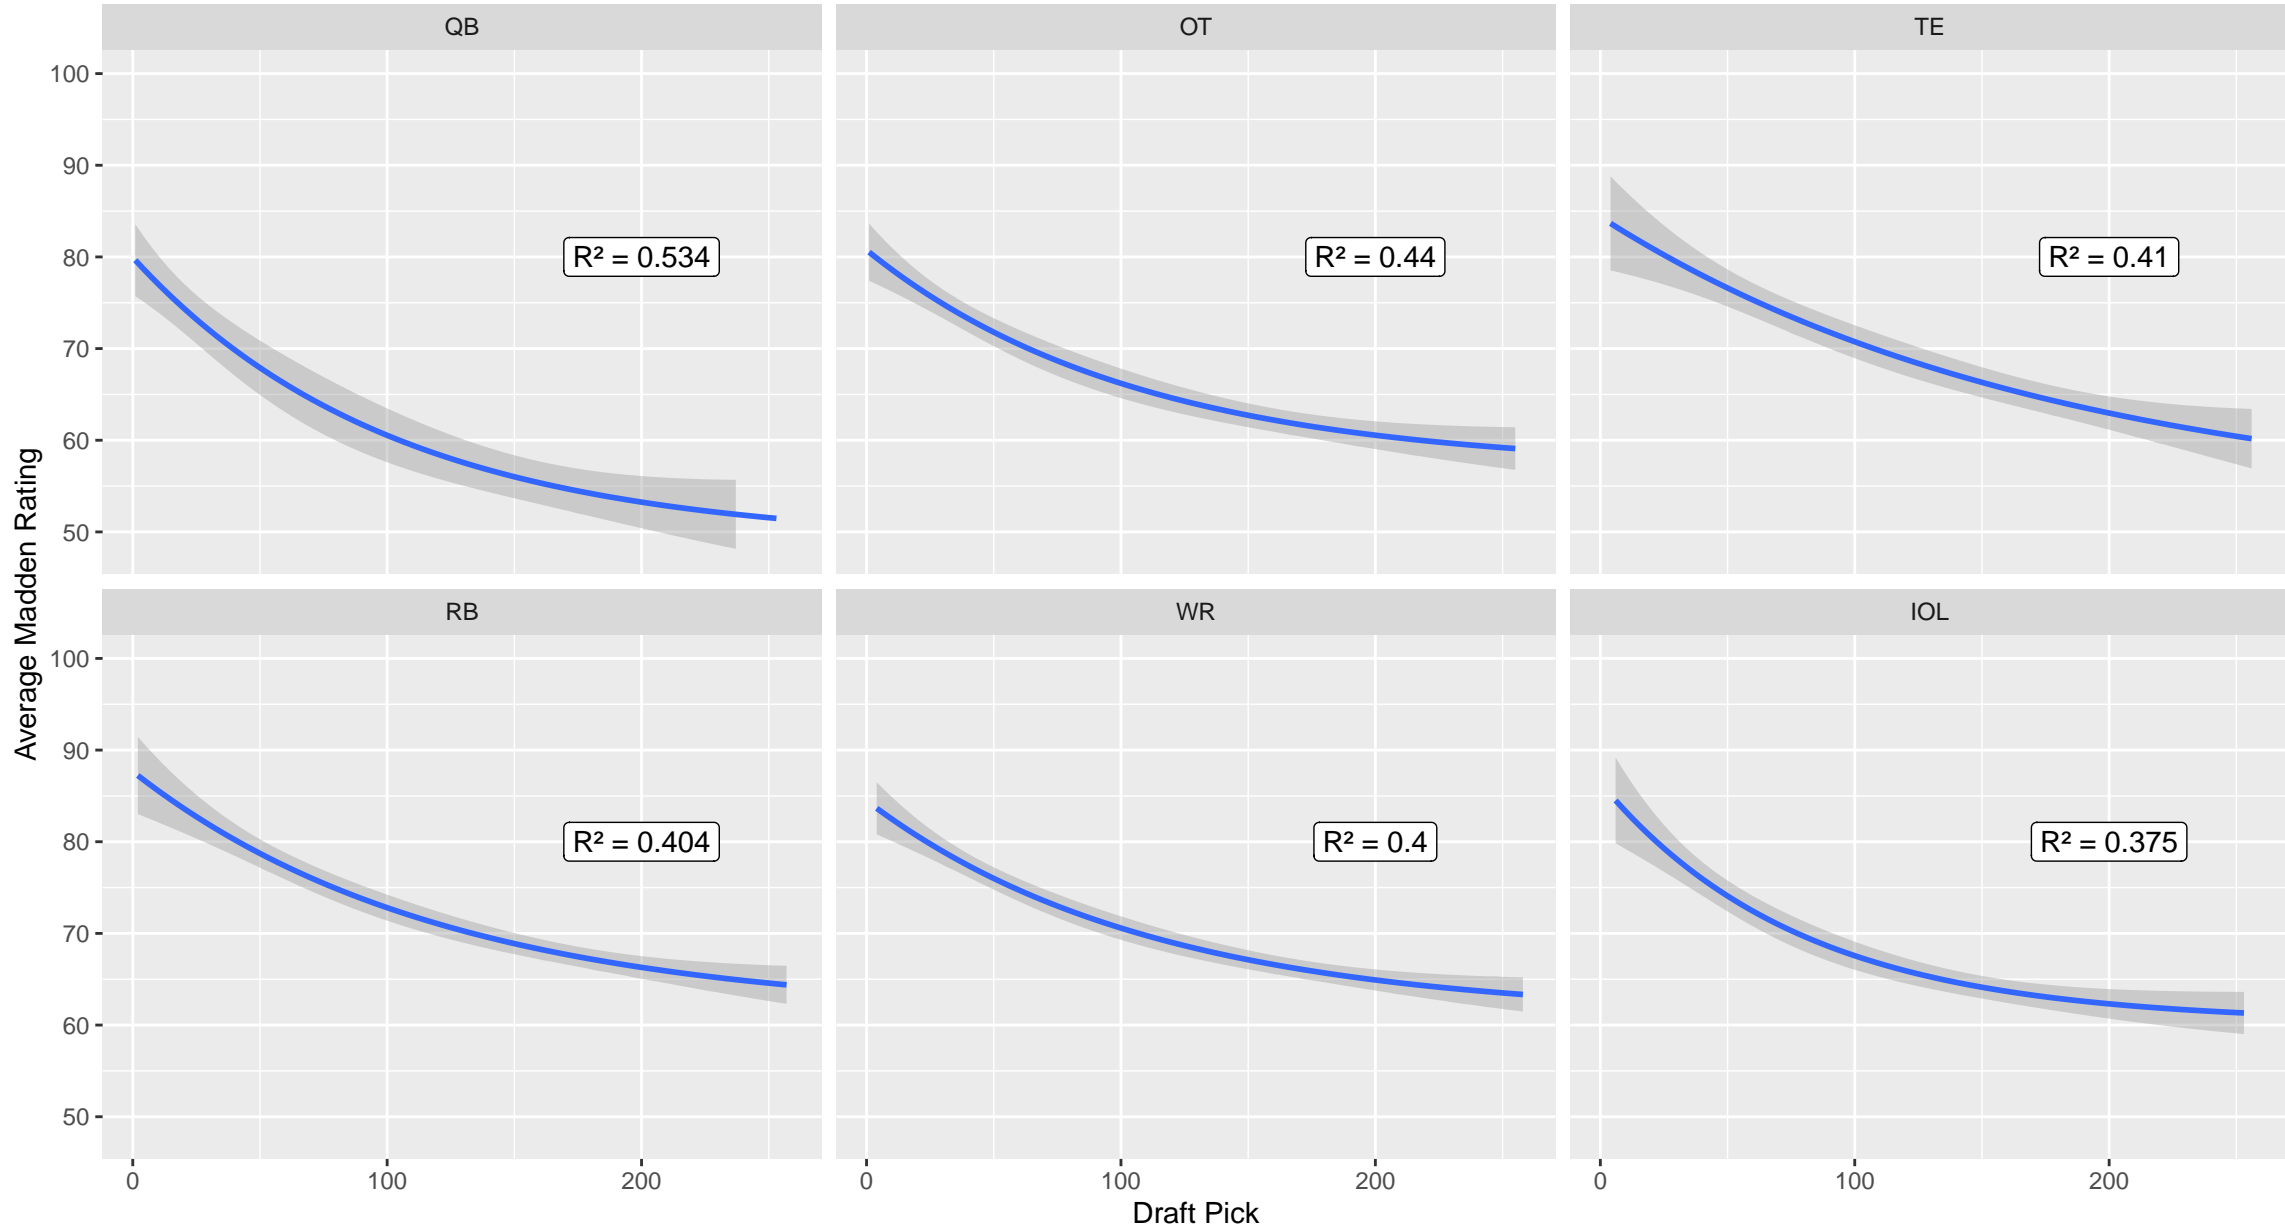 QB
OT
TE
100
90
80
70
60
50
R² = 0.534
R² = 0.44
R² = 0.41
Average Madden Rating
RB
WR
IOL
100
90
80
70
60
50
R² = 0.404
R² = 0.4
R² = 0.375
0
100
200
0
100
200
0
100
200
Draft Pick